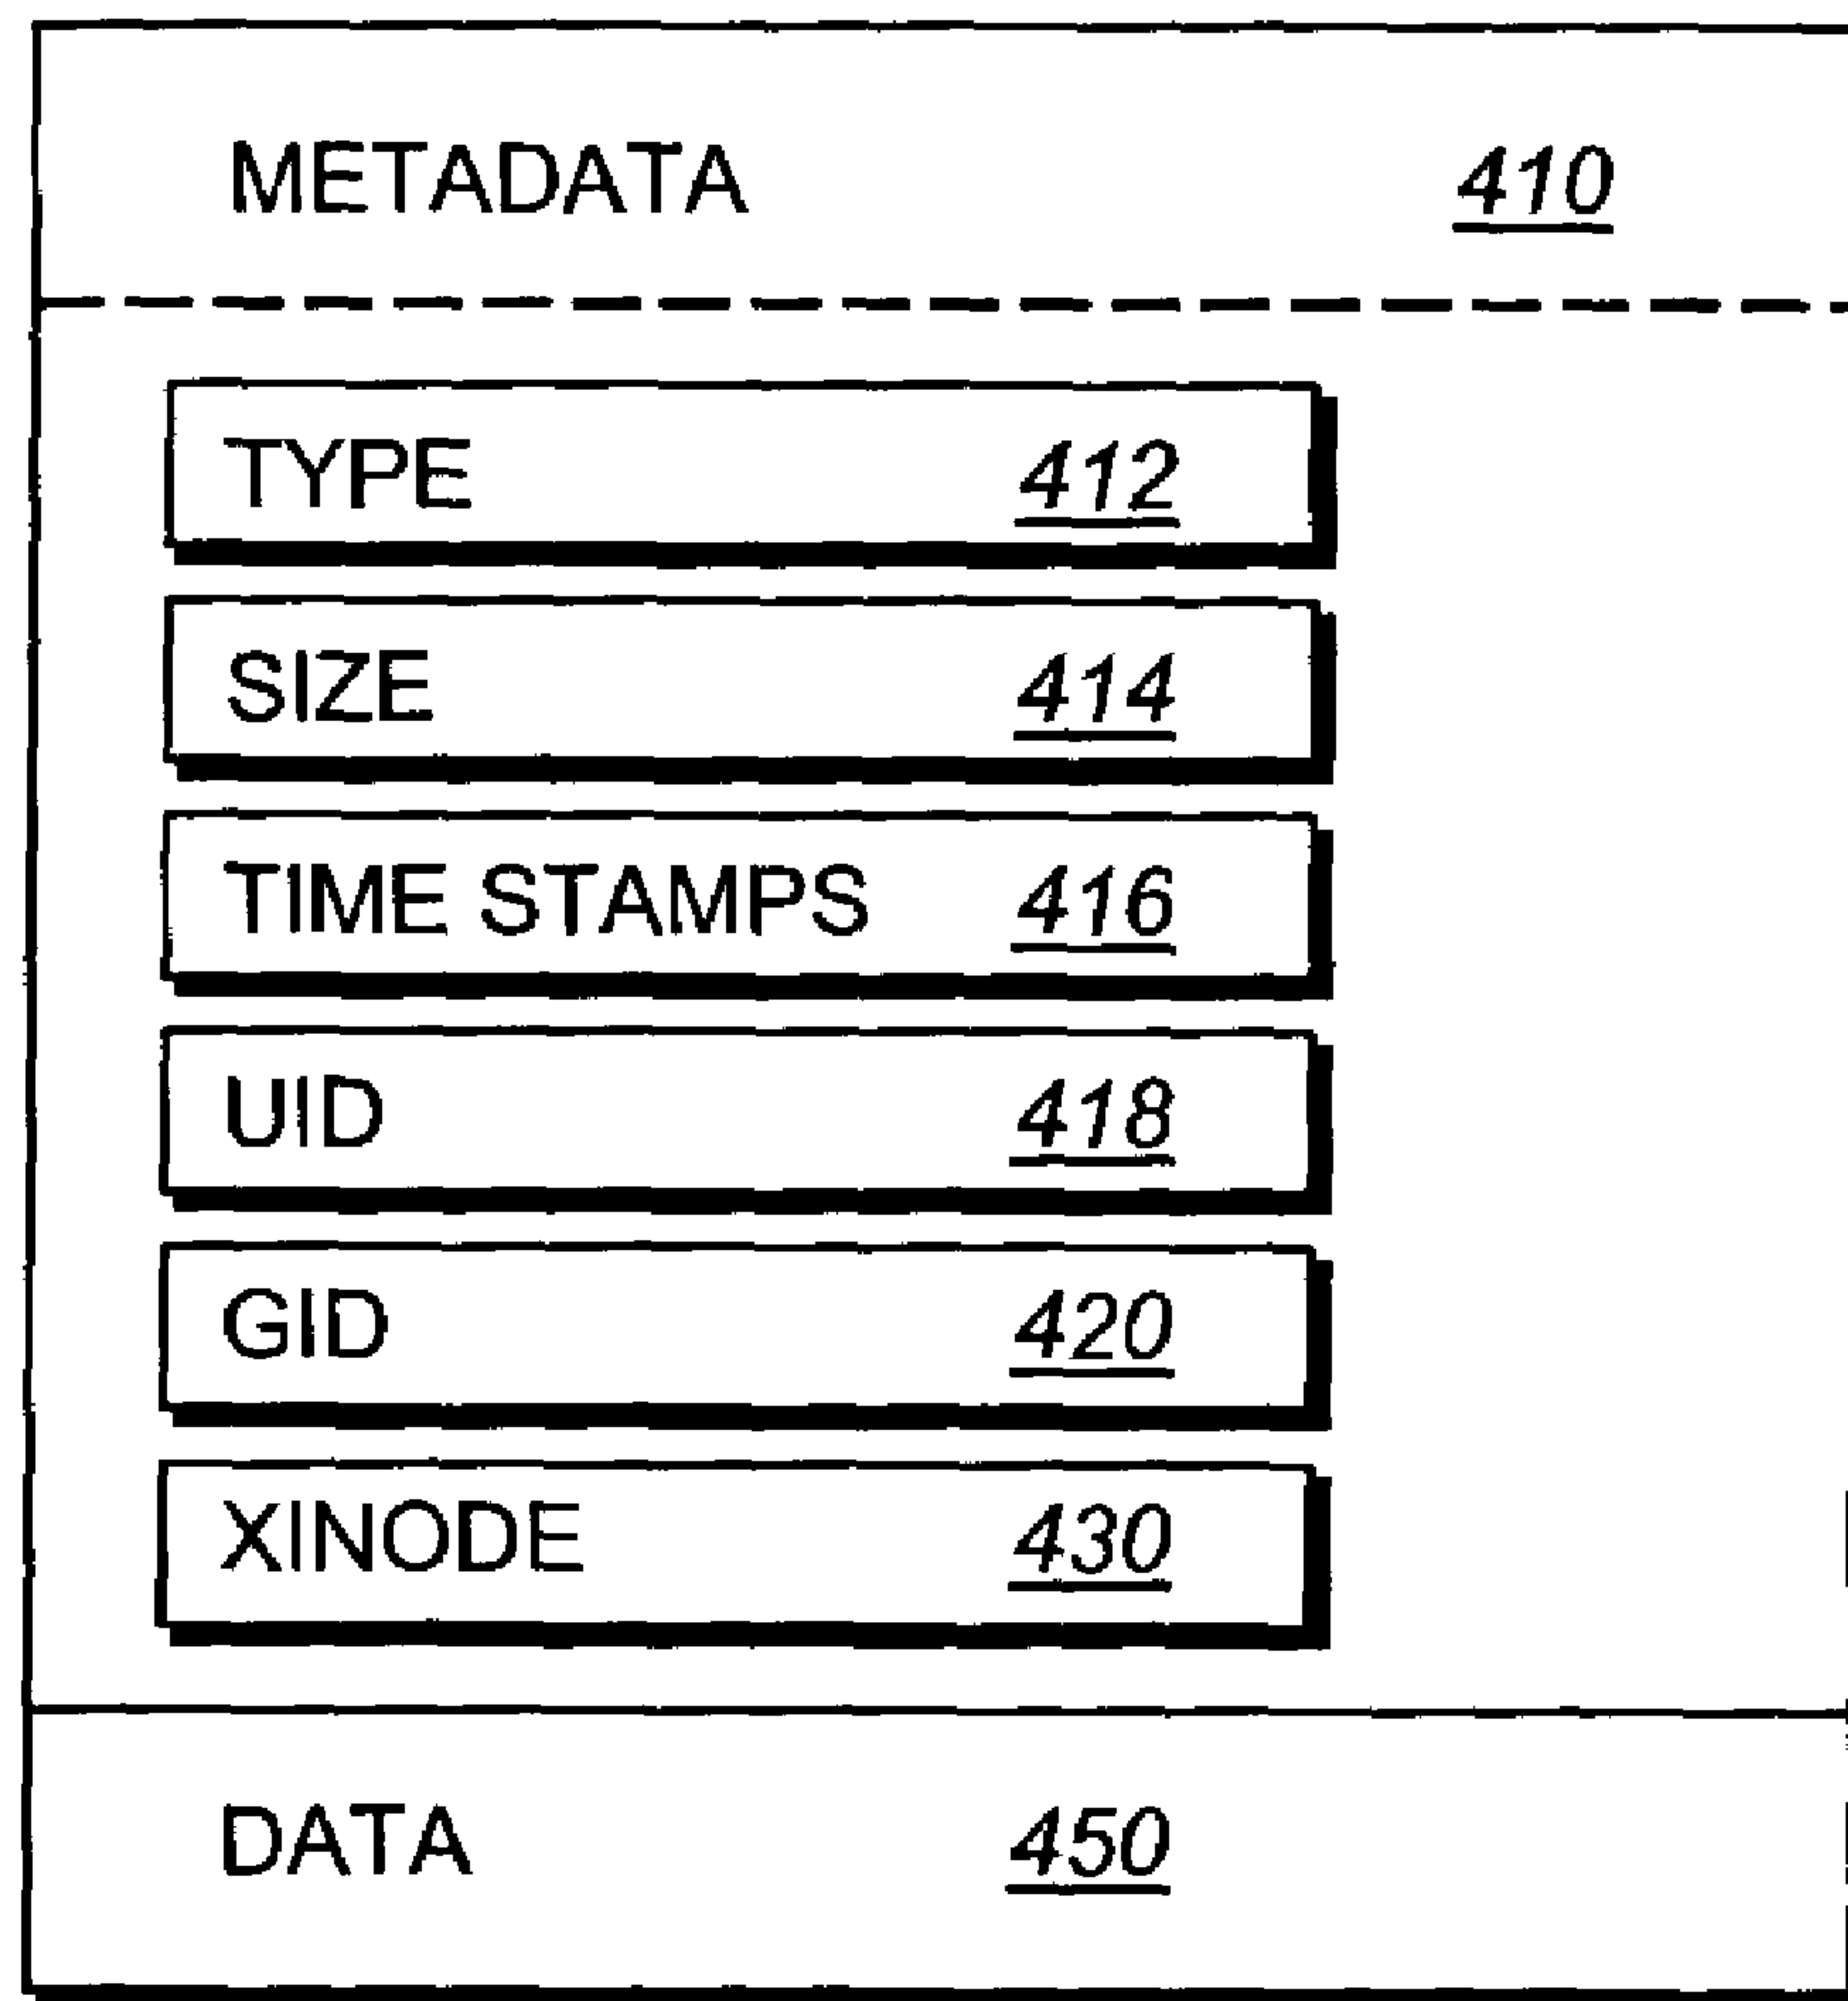 METADATA 410
TYPE 412
SIZE 414
TIME STAMPS 416
UID 418
GID 420
XINODE 430
DATA 450